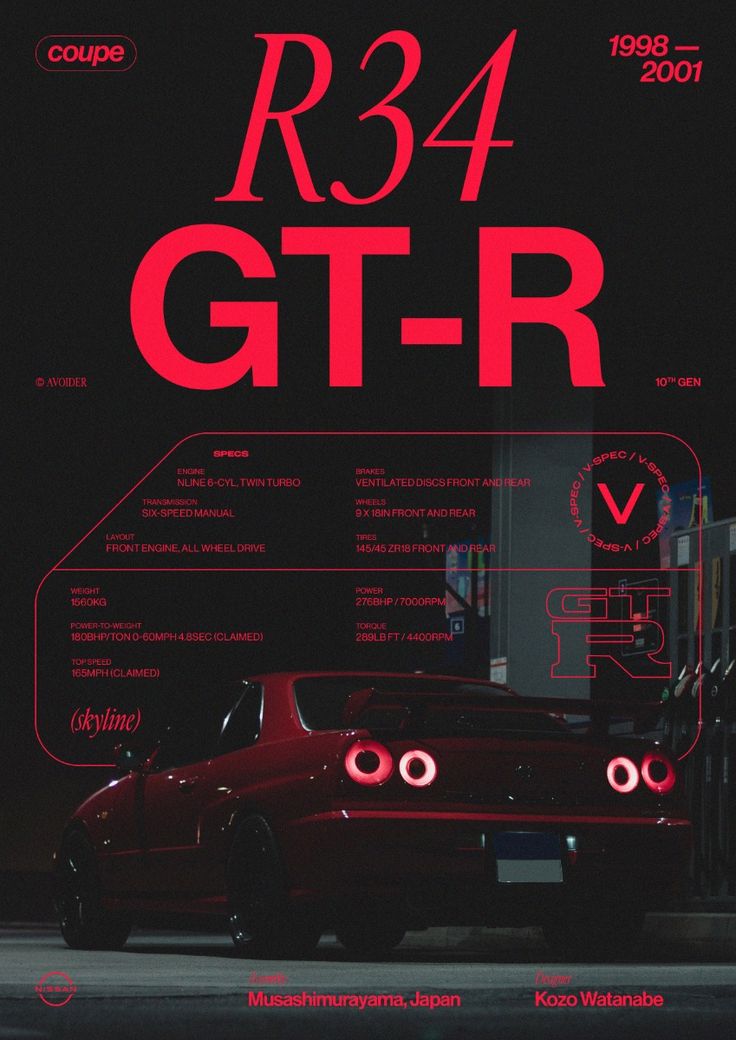 coupe
R34
1998 —
2001
GT-R
© AVOIDER
10TH GEN
SPECS
ENGINE
NLINE 6-CYL, TWIN TURBO
TRANSMISSION
SIX-SPEED MANUAL
LAYOUT
FRONT ENGINE, ALL WHEEL DRIVE
BRAKES
VENTILATED DISCS FRONT AND REAR
WHEELS
9 X 18IN FRONT AND REAR
TIRES
145/45 ZR18 FRONT AND REAR
V-SPEC / V-SPEC / V-SPEC / V-SPEC / V-SPEC /
V
WEIGHT
1560KG
POWER-TO-WEIGHT
180BHP/TON 0-60MPH 4.8SEC (CLAIMED)
TOP SPEED
165MPH (CLAIMED)
POWER
276BHP / 7000RPM
TORQUE
289LB FT / 4400RPM
GT
R
6
(skyline)
NISSAN
Musashimurayama, Japan
Designer
Kozo Watanabe